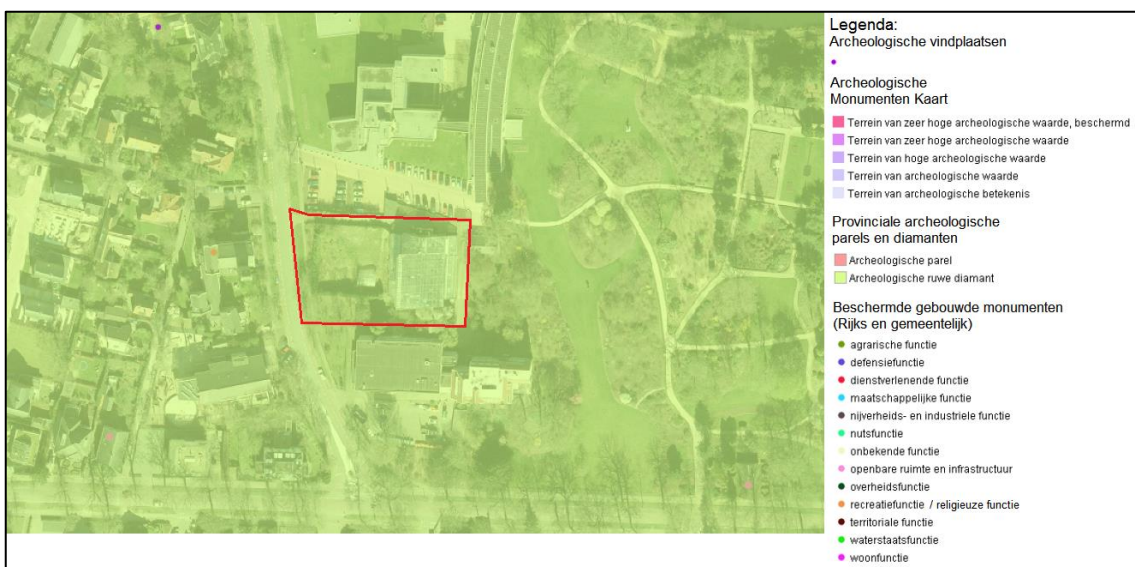 Legenda:
Archeologische vindplaatsen
Archeologische
Monumenten Kaart
Terrein van zeer hoge archeologische waarde, beschermd
Terrein van zeer hoge archeologische waarde
Terrein van hoge archeologische waarde
Terrein van archeologische waarde
Terrein van archeologische betekenis
Provinciale archeologische
parels en diamanten
Archeologische parel
Archeologische ruwe diamant
Beschermde gebouwde monumenten
(Rijks en gemeentelijk)
agrarische functie
defensiefunctie
dienstverlenende functie
maatschappelijke functie
nijverheids- en industriele functie
nutsfunctie
onbekende functie
openbare ruimte en infrastructuur
overheidsfunctie
recreatiefunctie / religieuze functie
territoriale functie
waterstaatsfunctie
woonfunctie